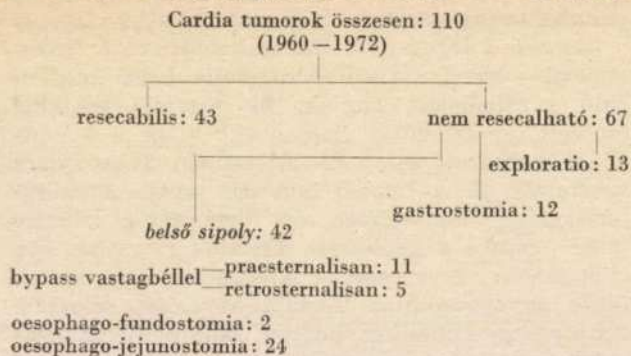 Cardia tumorok összesen: 110
(1960—1972)
resecabilis: 43
nem resecalható: 67
exploratio: 13
gastrostomia: 12
belső sipoly: 42
bypass vastagbéllel
praesternalisan: 11
retrosternalisan: 5
oesophago-fundostomia: 2
oesophago-jejunostomia: 24